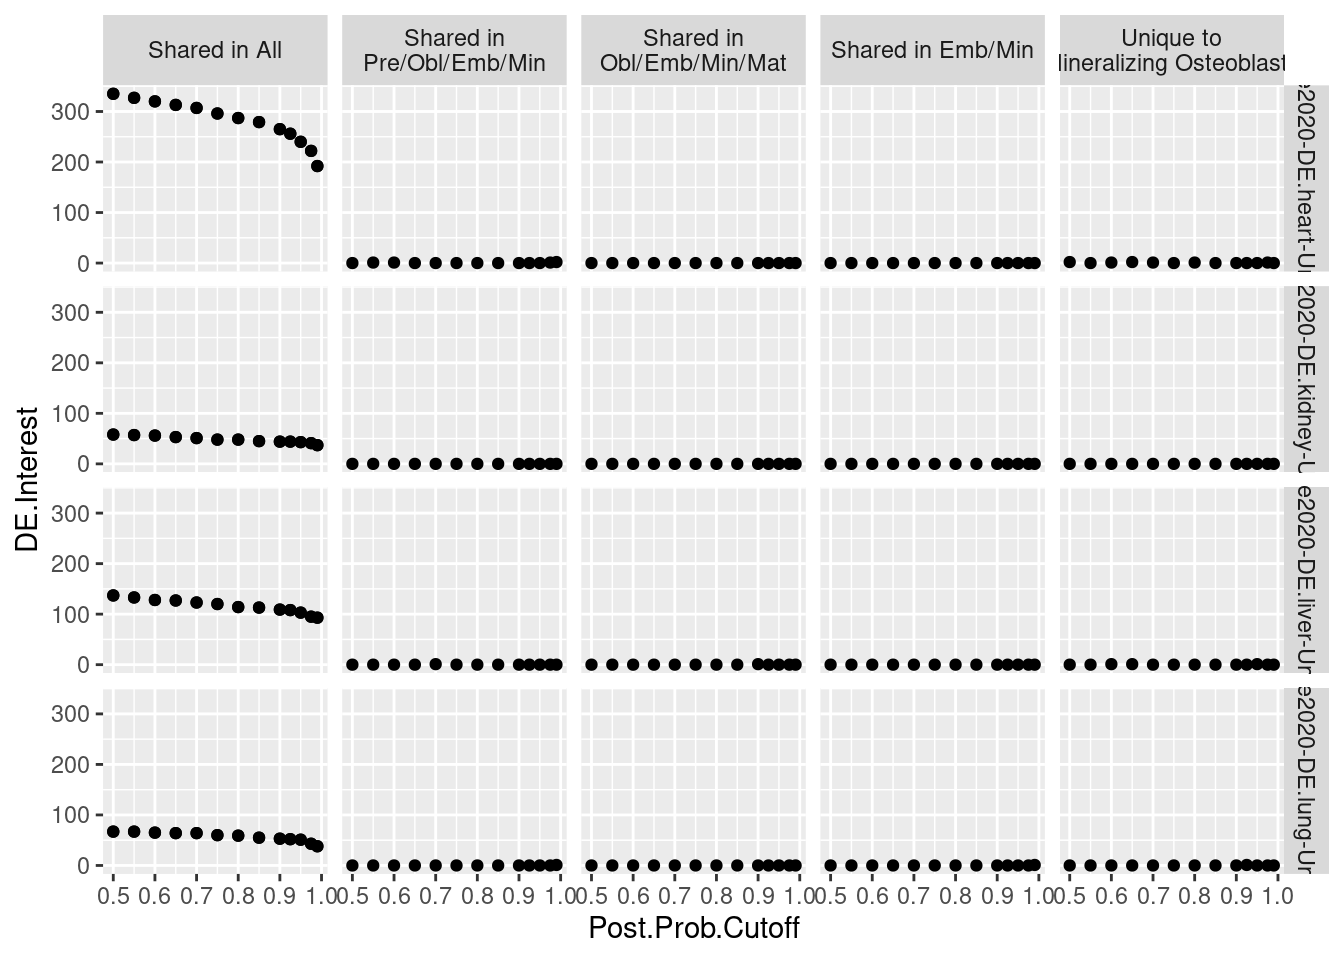 Shared in All
Shared in
Pre/Obl/Emb/Min
Shared in
Obl/Emb/Min/Mat
Shared in Emb/Min
Unique to
Osteoblast
300
200
100
0
e2020-DE.heart-Ur
300
200
100
0
2020-DE.kidney-U
300
200
100
0
e2020-DE.liver-Ur
300
200
100
0
e2020-DE.lung-Ur
DE.Interest
0.5 0.6 0.7 0.8 0.9 1.0
0.5 0.6 0.7 0.8 0.9 1.0
0.5 0.6 0.7 0.8 0.9 1.0
0.5 0.6 0.7 0.8 0.9 1.0
0.5 0.6 0.7 0.8 0.9 1.0
Post.Prob.Cutoff